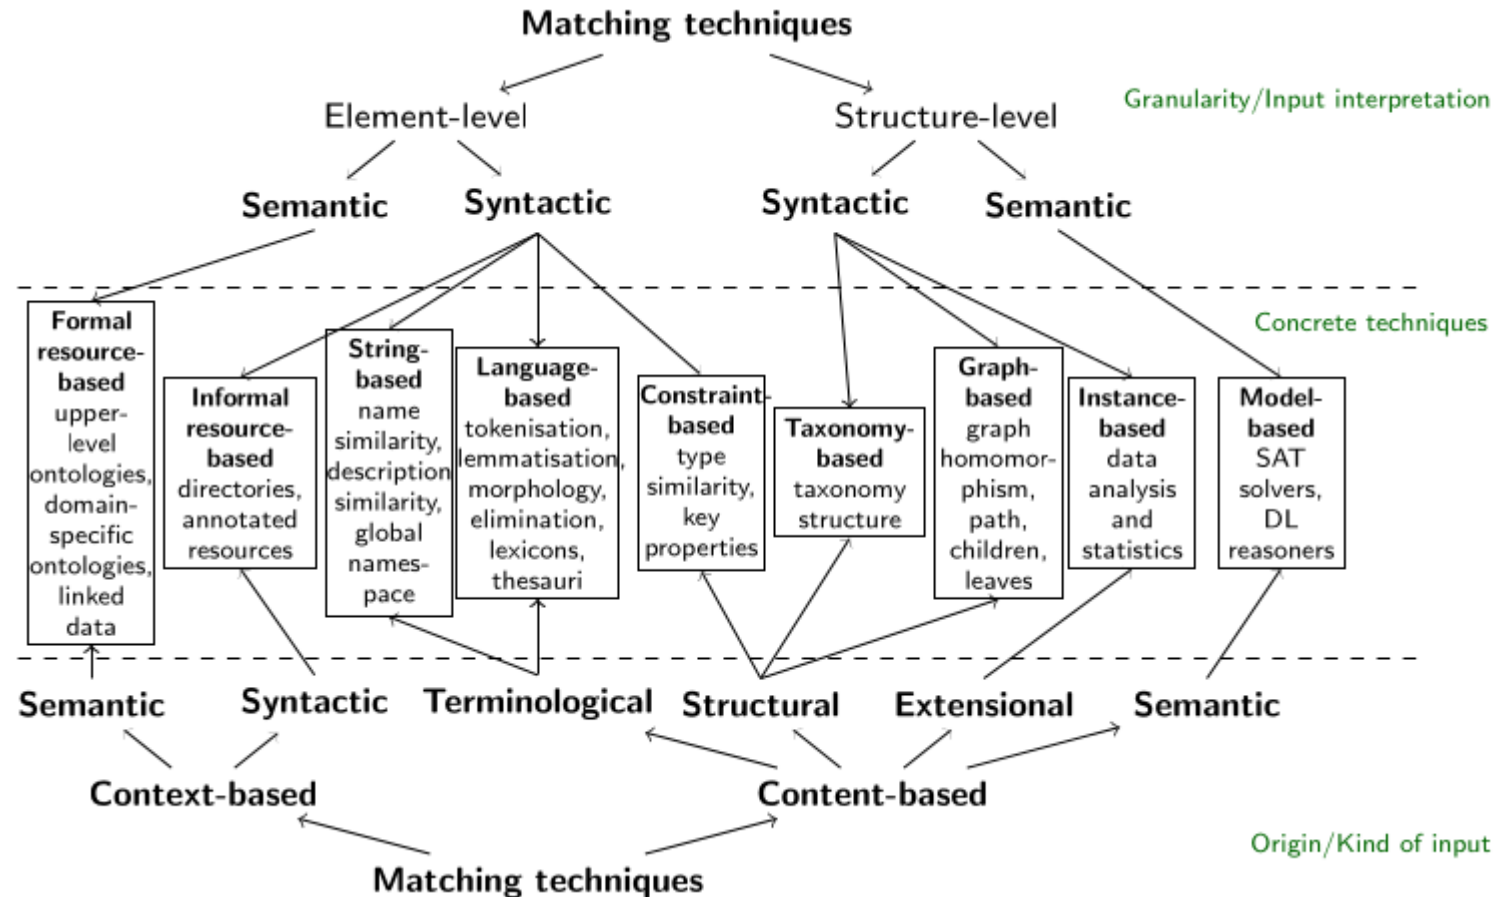 Matching techniques
Granularity/Input interpretation
Element-level
Structure-level
Semantic
Syntactic
Syntactic
Semantic
Concrete techniques
Formal
resource-
based
upper-
level
ontologies,
domain-
specific
ontologies,
linked
data
Informal
resource-
based
directories,
annotated
resources
String-
based
name
similarity,
description
similarity,
global
names-
pace
Language-
based
tokenisation,
lemmatisation,
morphology,
elimination,
lexicons,
thesauri
Constraint-
based
type
similarity,
key
properties
Taxonomy-
based
taxonomy
structure
Graph-
based
graph
homomor-
phism,
path,
children,
leaves
Instance-
based
data
analysis
and
statistics
Model-
based
SAT
solvers,
DL
reasoners
Semantic
Syntactic
Terminological
Structural
Extensional
Semantic
Context-based
Content-based
Origin/Kind of input
Matching techniques